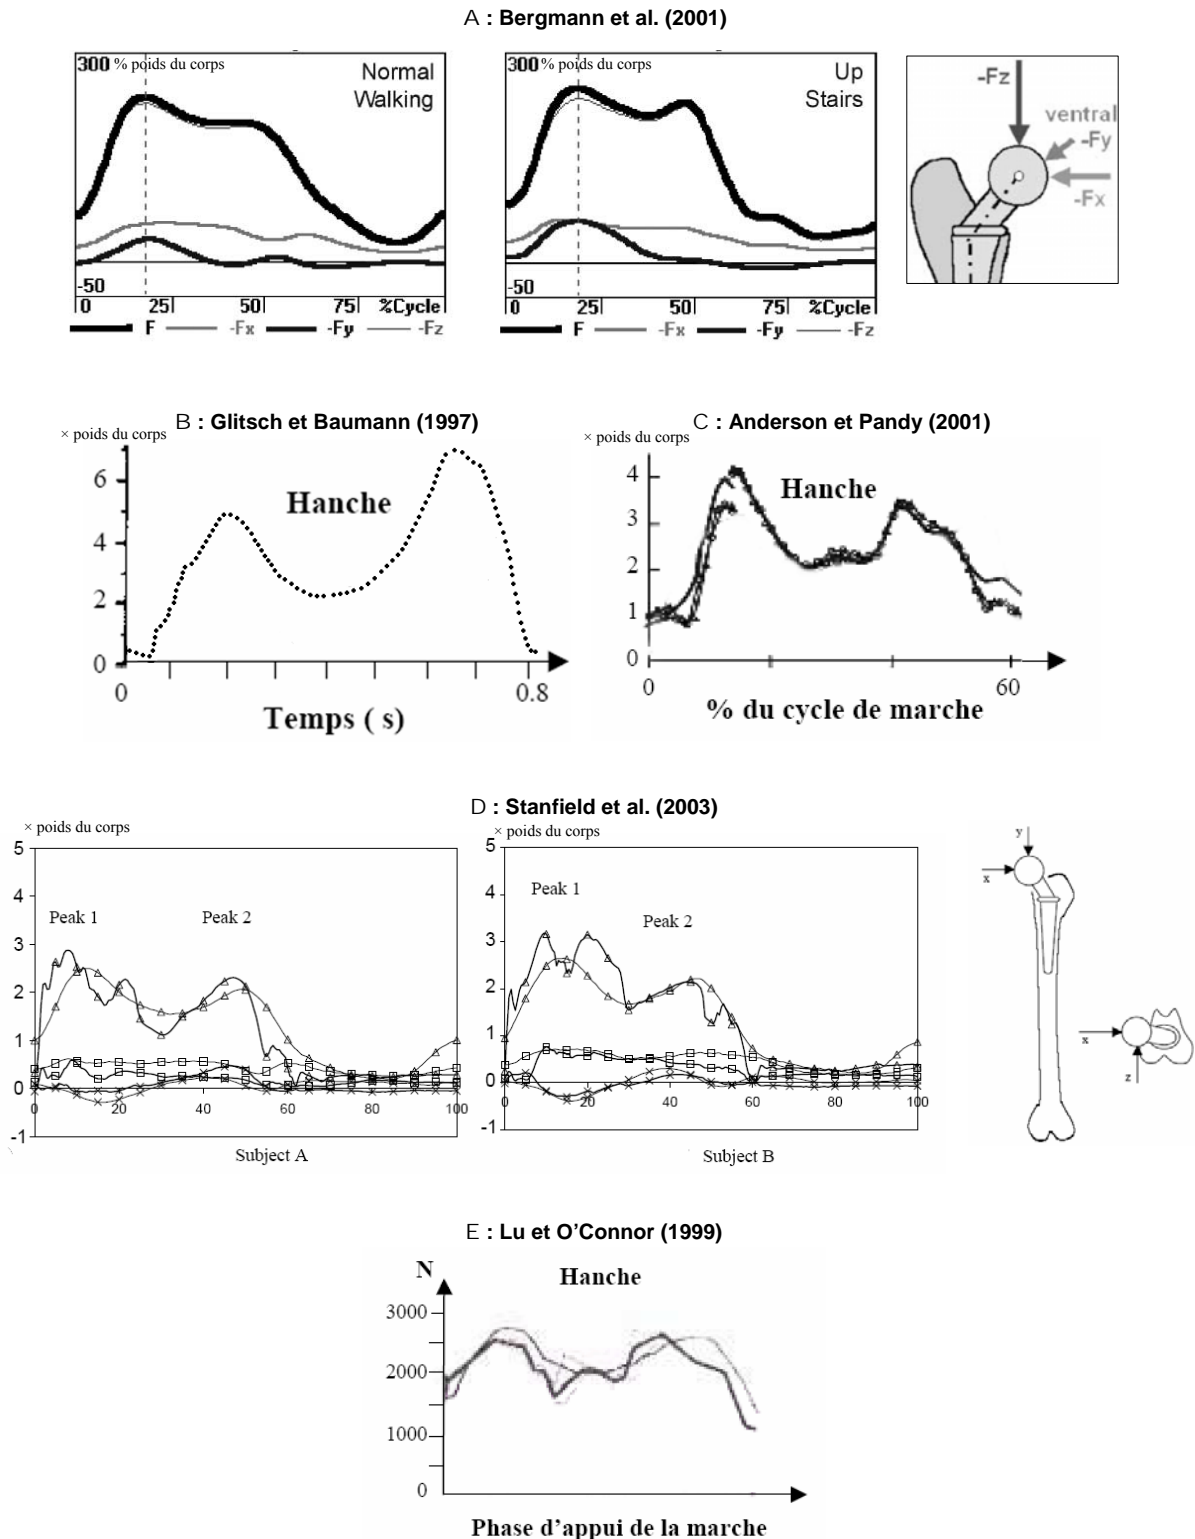 A : Bergmann et al. (2001)
300 % poids du corps
Normal
Walking
-50
0 25 50 75 %Cycle
F -Fx -Fy -Fz
300 % poids du corps
Up
Stairs
-50
0 25 50 75 %Cycle
F -Fx -Fy -Fz
-Fz
ventral
-Fy
-Fx
B : Glitsch et Baumann (1997)
× poids du corps
6
4
2
0
Hanche
0 0.8
Temps ( s)
C : Anderson et Pandy (2001)
× poids du corps
4
3
2
1
0
Hanche
0 60
% du cycle de marche
D : Stanfield et al. (2003)
× poids du corps
5
4
3
2
1
0
-1
Peak 1 Peak 2
0 20 40 60 80 100
Subject A
× poids du corps
5
4
3
2
1
0
-1
Peak 1
Peak 2
0 20 40 60 80 100
Subject B
y
x
x
z
E : Lu et O’Connor (1999)
N
Hanche
3000
2000
1000
0
Phase d'appui de la marche